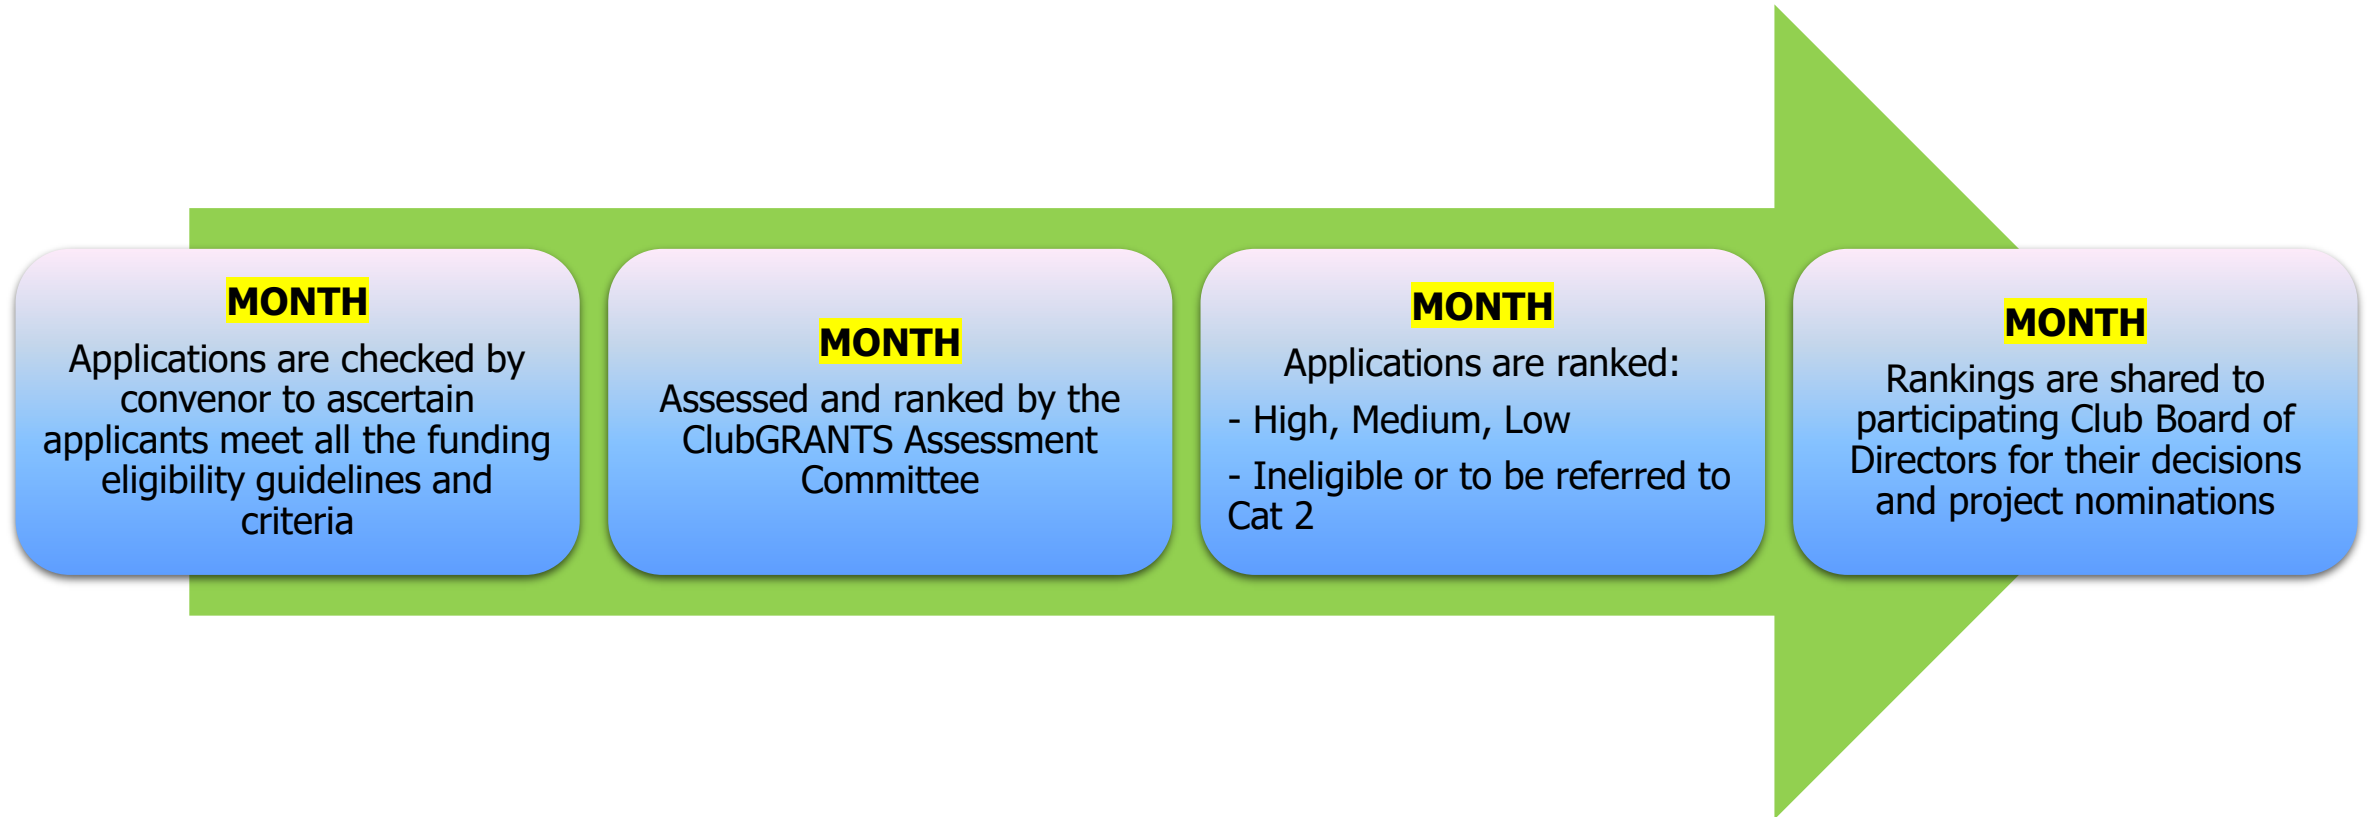 MONTH
Applications are checked by
convenor to ascertain
applicants meet all the funding
eligibility guidelines and
criteria
MONTH
Assessed and ranked by the
ClubGRANTS Assessment
Committee
MONTH
Applications are ranked:
- High, Medium, Low
- Ineligible or to be referred to
Cat 2
MONTH
Rankings are shared to
participating Club Board of
Directors for their decisions
and project nominations